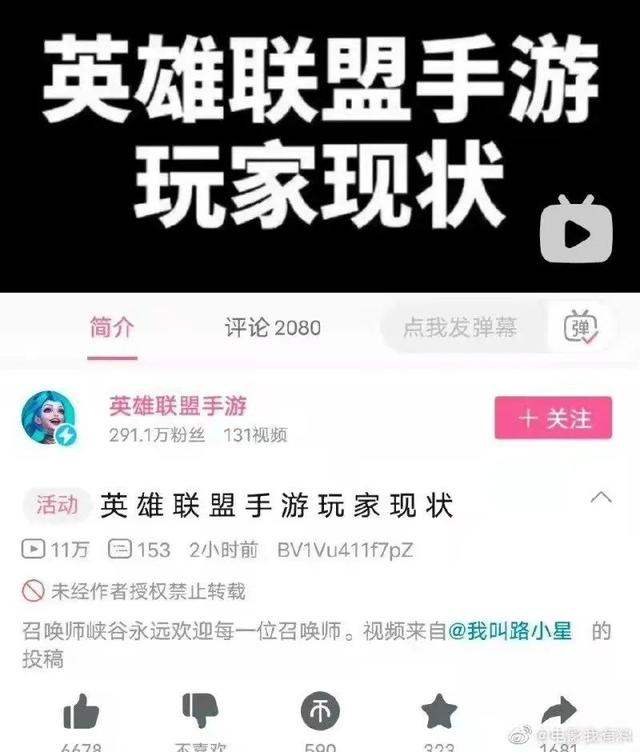 英雄联盟手游
玩家现状
简介 评论 2080 点我发弹幕 弹
英雄联盟手游
291.1万粉丝 131视频
+ 关注
活动 英雄联盟手游玩家现状
11万 153 2小时前 BV1Vu411f7pZ
未经作者授权禁止转载
召唤师峡谷永远欢迎每一位召唤师。视频来自@我叫路小星 的
投稿
6678 不喜欢 590 323 1681
@电影我有料